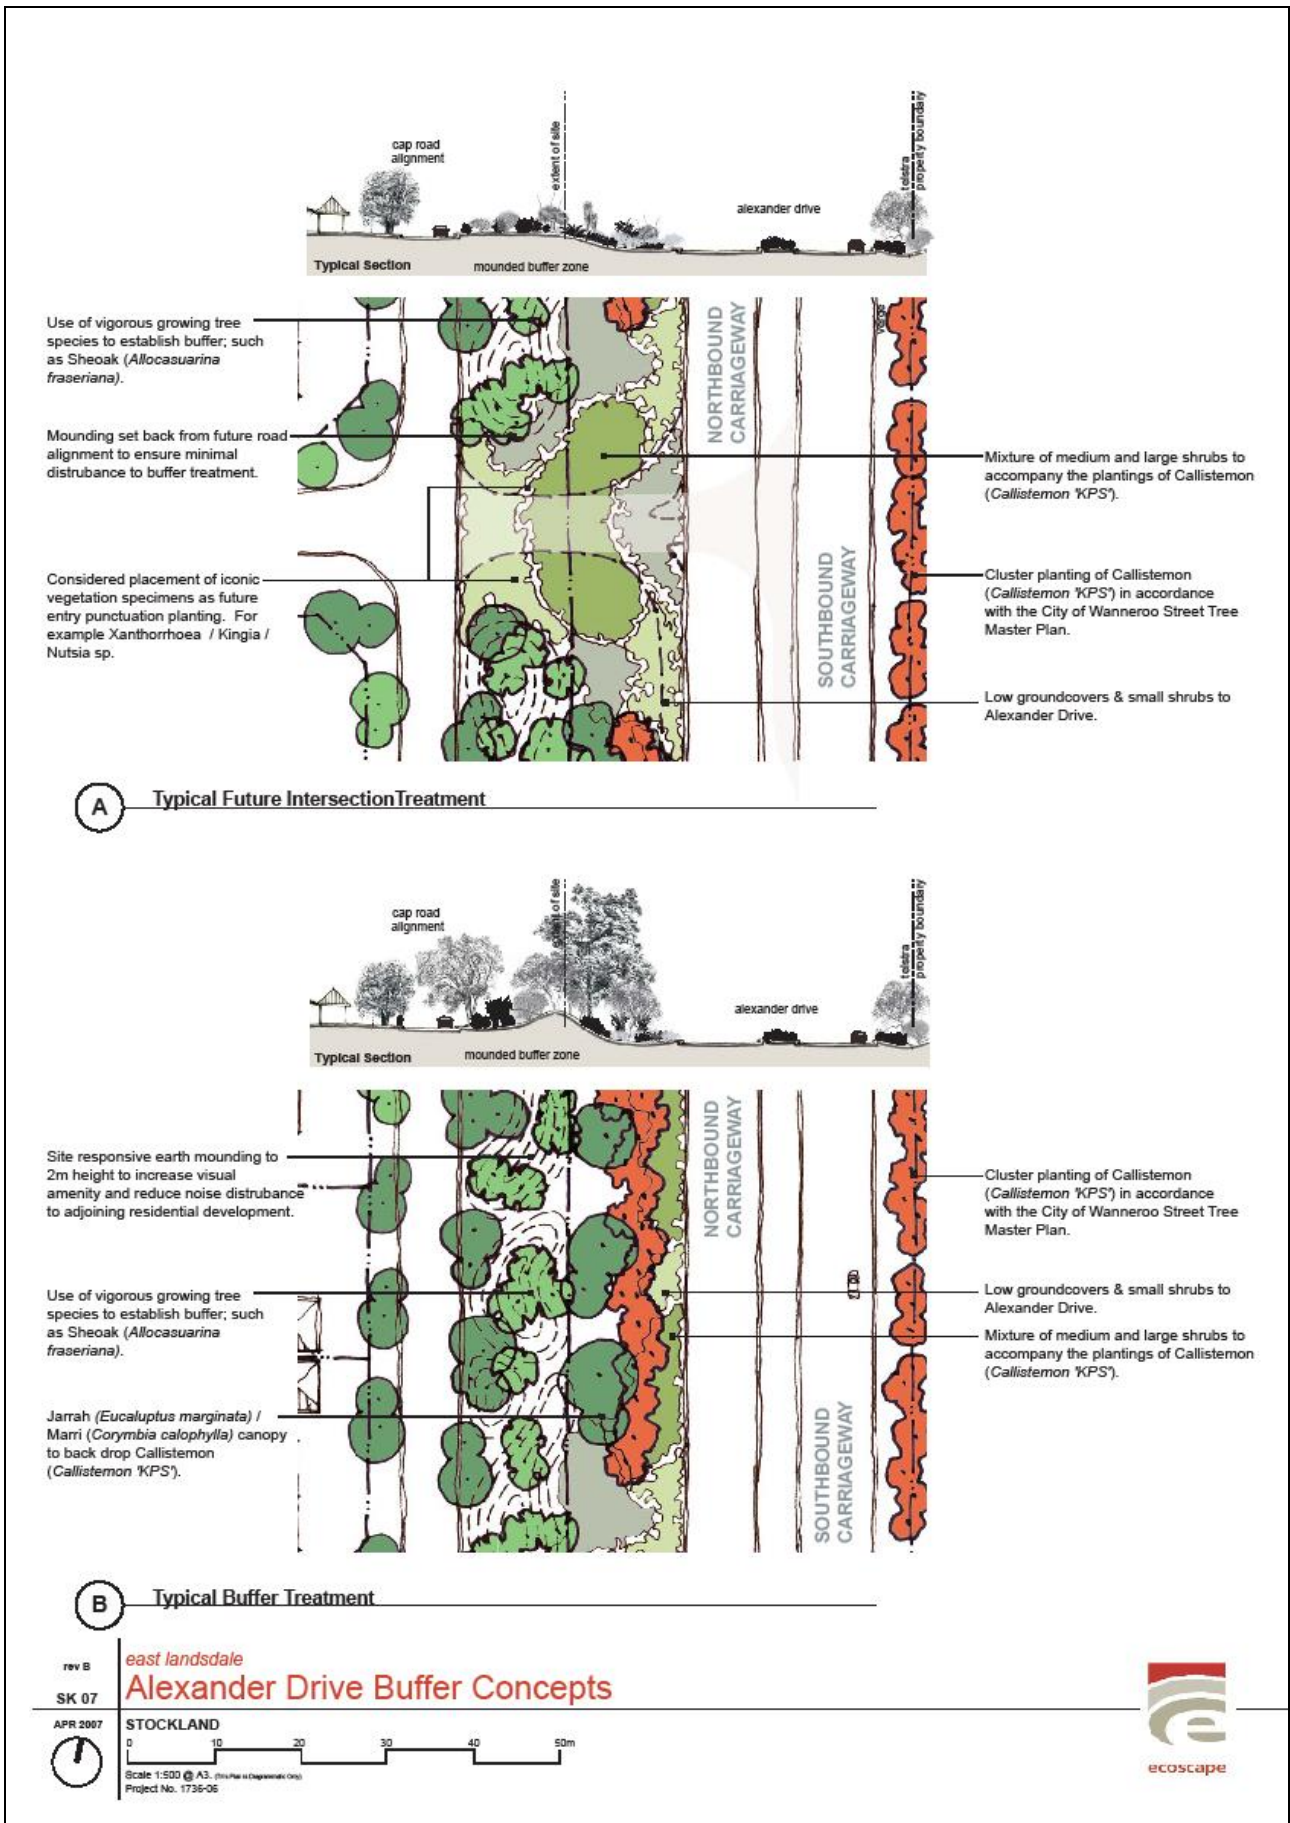 cap road
alignment
extent of site
alexander drive
telstra
property boundary
Typical Section
mounded buffer zone
Use of vigorous growing tree
species to establish buffer; such
as Sheoak (Allocasuarina
fraseriana).
Mounding set back from future road
alignment to ensure minimal
distrubance to buffer treatment.
Considered placement of iconic
vegetation specimens as future
entry punctuation planting. For
example Xanthorrhoea / Kingia /
Nutsia sp.
NORTHBOUND
CARRIAGEWAY
SOUTHBOUND
CARRIAGEWAY
verge
Mixture of medium and large shrubs to
accompany the plantings of Callistemon
(Callistemon 'KPS').
Cluster planting of Callistemon
(Callistemon 'KPS') in accordance
with the City of Wanneroo Street Tree
Master Plan.
Low groundcovers & small shrubs to
Alexander Drive.
A
Typical Future Intersection Treatment
cap road
alignment
extent of site
alexander drive
telstra
property boundary
Typical Section
mounded buffer zone
Site responsive earth mounding to
2m height to increase visual
amenity and reduce noise distrubance
to adjoining residential development.
Use of vigorous growing tree
species to establish buffer; such
as Sheoak (Allocasuarina
fraseriana).
Jarrah (Eucaluptus marginata) /
Marri (Corymbia calophylla) canopy
to back drop Callistemon
(Callistemon 'KPS').
NORTHBOUND
CARRIAGEWAY
SOUTHBOUND
CARRIAGEWAY
Cluster planting of Callistemon
(Callistemon 'KPS') in accordance
with the City of Wanneroo Street Tree
Master Plan.
Low groundcovers & small shrubs to
Alexander Drive.
Mixture of medium and large shrubs to
accompany the plantings of Callistemon
(Callistemon 'KPS').
B
Typical Buffer Treatment
rev B
SK 07
east landsdale
Alexander Drive Buffer Concepts
APR 2007
STOCKLAND
0 10 20 30 40 50m
Scale 1:500 @ A3. (This Plan is Diagrammatic Only)
Project No. 1736-06
ecoscape